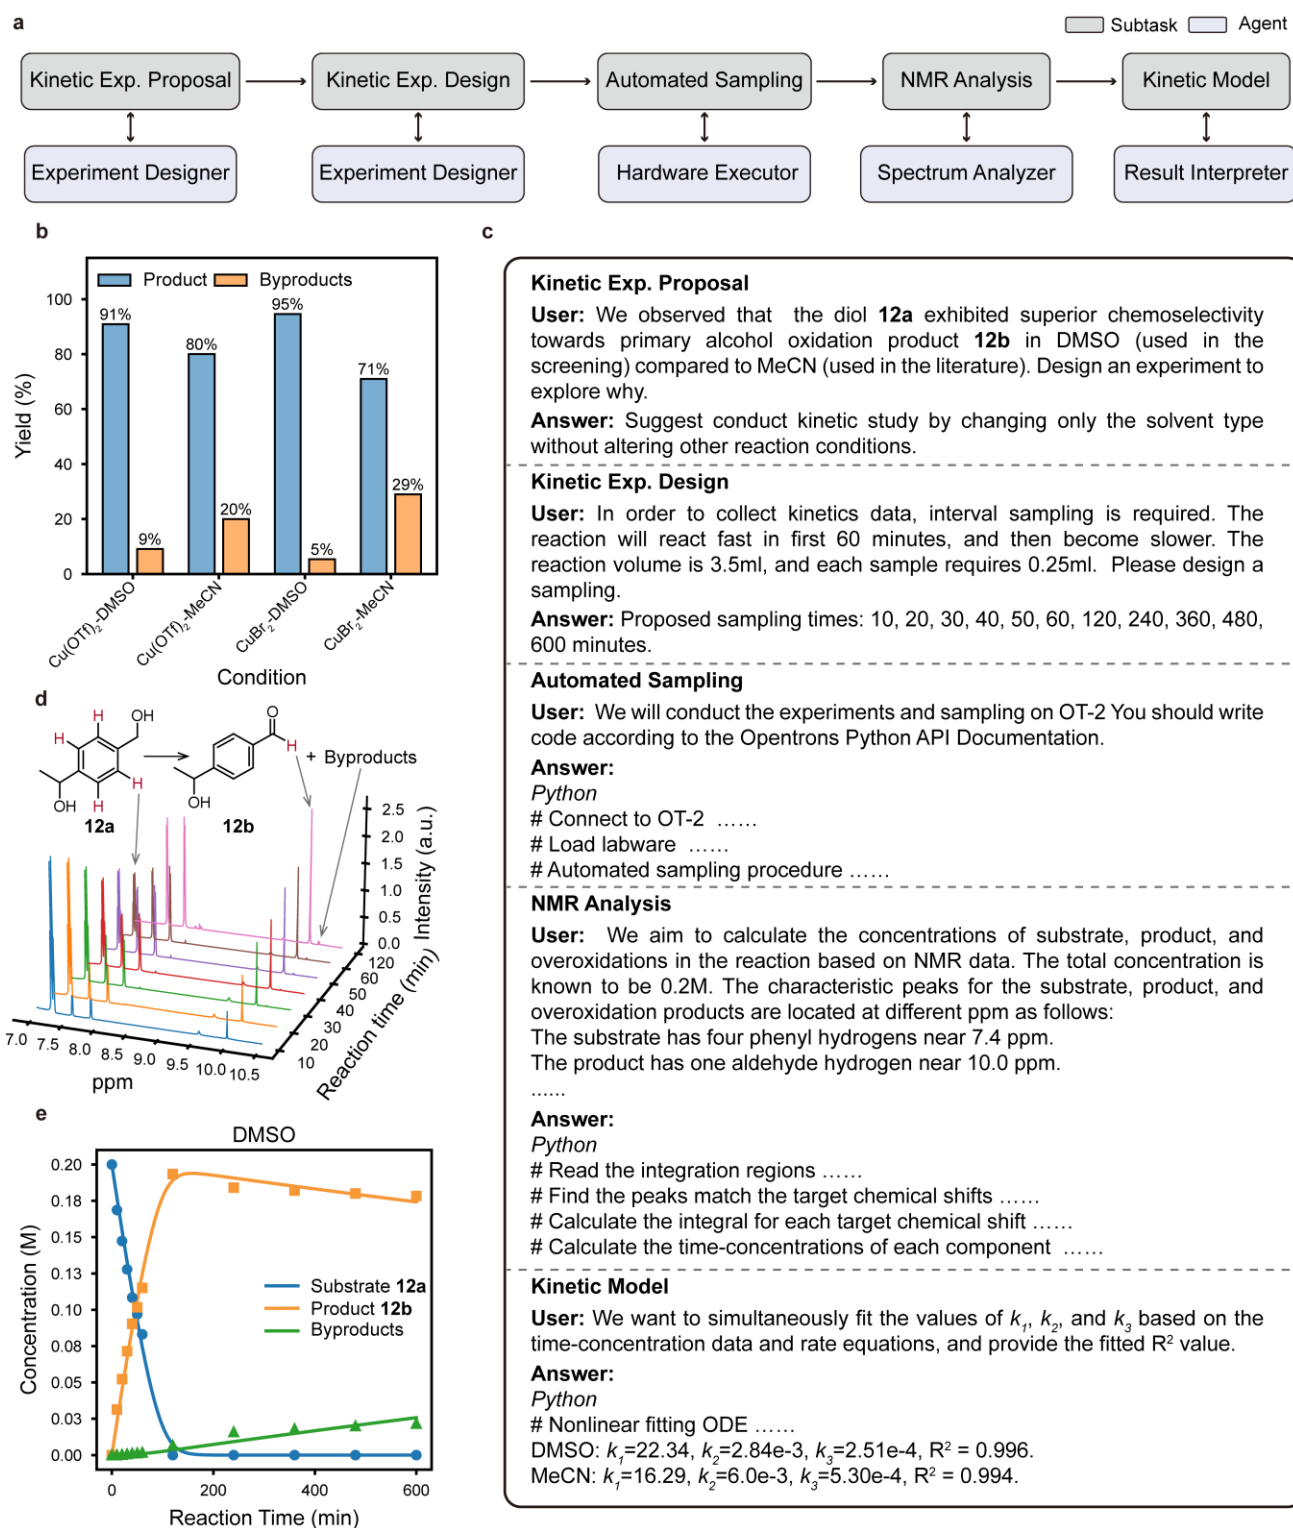 a
Subtask
Agent
Kinetic Exp. Proposal
Kinetic Exp. Design
Automated Sampling
NMR Analysis
Kinetic Model
Experiment Designer
Experiment Designer
Hardware Executor
Spectrum Analyzer
Result Interpreter
b
Product
Byproducts
Yield (%)
100
80
60
40
20
0
91%
9%
80%
20%
95%
5%
71%
29%
Cu(OTf)2-DMSO
Cu(OTf)2-MeCN
CuBr2-DMSO
CuBr2-MeCN
Condition
c
Kinetic Exp. Proposal
User: We observed that the diol 12a exhibited superior chemoselectivity
towards primary alcohol oxidation product 12b in DMSO (used in the
screening) compared to MeCN (used in the literature). Design an experiment to
explore why.
Answer: Suggest conduct kinetic study by changing only the solvent type
without altering other reaction conditions.
Kinetic Exp. Design
User: In order to collect kinetics data, interval sampling is required. The
reaction will react fast in first 60 minutes, and then become slower. The
reaction volume is 3.5ml, and each sample requires 0.25ml. Please design a
sampling.
Answer: Proposed sampling times: 10, 20, 30, 40, 50, 60, 120, 240, 360, 480,
600 minutes.
Automated Sampling
User: We will conduct the experiments and sampling on OT-2 You should write
code according to the Opentrons Python API Documentation.
Answer:
Python
# Connect to OT-2 ……
# Load labware ……
# Automated sampling procedure ……
NMR Analysis
User: We aim to calculate the concentrations of substrate, product, and
overoxidations in the reaction based on NMR data. The total concentration is
known to be 0.2M. The characteristic peaks for the substrate, product, and
overoxidation products are located at different ppm as follows:
The substrate has four phenyl hydrogens near 7.4 ppm.
The product has one aldehyde hydrogen near 10.0 ppm.
......
Answer:
Python
# Read the integration regions ……
# Find the peaks match the target chemical shifts ……
# Calculate the integral for each target chemical shift ……
# Calculate the time-concentrations of each component ……
Kinetic Model
User: We want to simultaneously fit the values of k1, k2, and k3 based on the
time-concentration data and rate equations, and provide the fitted R² value.
Answer:
Python
# Nonlinear fitting ODE ……
DMSO: k1=22.34, k2=2.84e-3, k3=2.51e-4, R² = 0.996.
MeCN: k1=16.29, k2=6.0e-3, k3=5.30e-4, R² = 0.994.
d
H
OH
H
H
H
OH
12a
O
H
OH
12b
+ Byproducts
2.5
2.0
1.5
1.0
0.5
0.0
Intensity (a.u.)
120
60
50
40
30
20
10
Reaction time (min)
7.0
7.5
8.0
8.5
9.0
9.5
10.0
10.5
ppm
e
DMSO
Concentration (M)
0.20
0.18
0.15
0.13
0.10
0.08
0.05
0.03
0.00
Substrate 12a
Product 12b
Byproducts
0
200
400
600
Reaction Time (min)